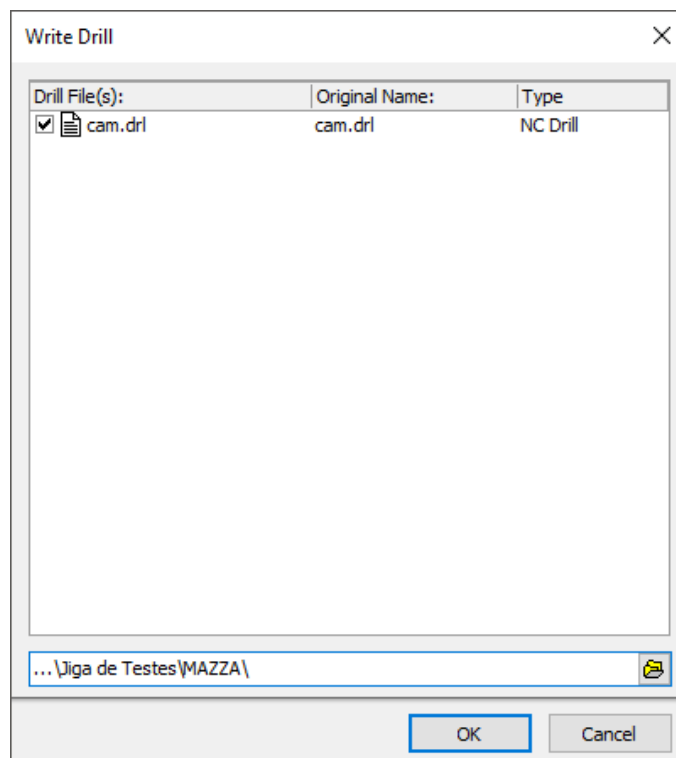 Write Drill
Drill File(s): Original Name: Type
cam.drl cam.drl NC Drill
...\Jiga de Testes\MAZZA\
OK Cancel